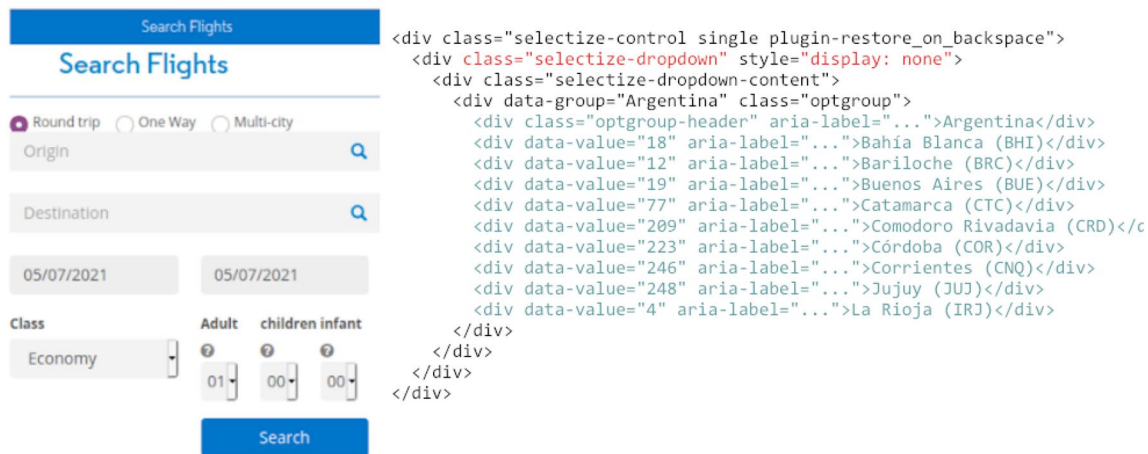 Search Flights
Search Flights
Round trip One Way Multi-city
Origin
Destination
05/07/2021 05/07/2021
Class Adult children infant
Economy 01 00 00
Search
<div class="selectize-control single plugin-restore_on_backspace">
<div class="selectize-dropdown" style="display: none">
<div class="selectize-dropdown-content">
<div data-group="Argentina" class="optgroup">
<div class="optgroup-header" aria-label="...">Argentina</div>
<div data-value="18" aria-label="...">Bahía Blanca (BHI)</div>
<div data-value="12" aria-label="...">Bariloche (BRC)</div>
<div data-value="19" aria-label="...">Buenos Aires (BUE)</div>
<div data-value="77" aria-label="...">Catamarca (CTC)</div>
<div data-value="209" aria-label="...">Comodoro Rivadavia (CRD)</
<div data-value="223" aria-label="...">Córdoba (COR)</div>
<div data-value="246" aria-label="...">Corrientes (CNQ)</div>
<div data-value="248" aria-label="...">Jujuy (JUJ)</div>
<div data-value="4" aria-label="...">La Rioja (IRJ)</div>
</div>
</div>
</div>
</div>